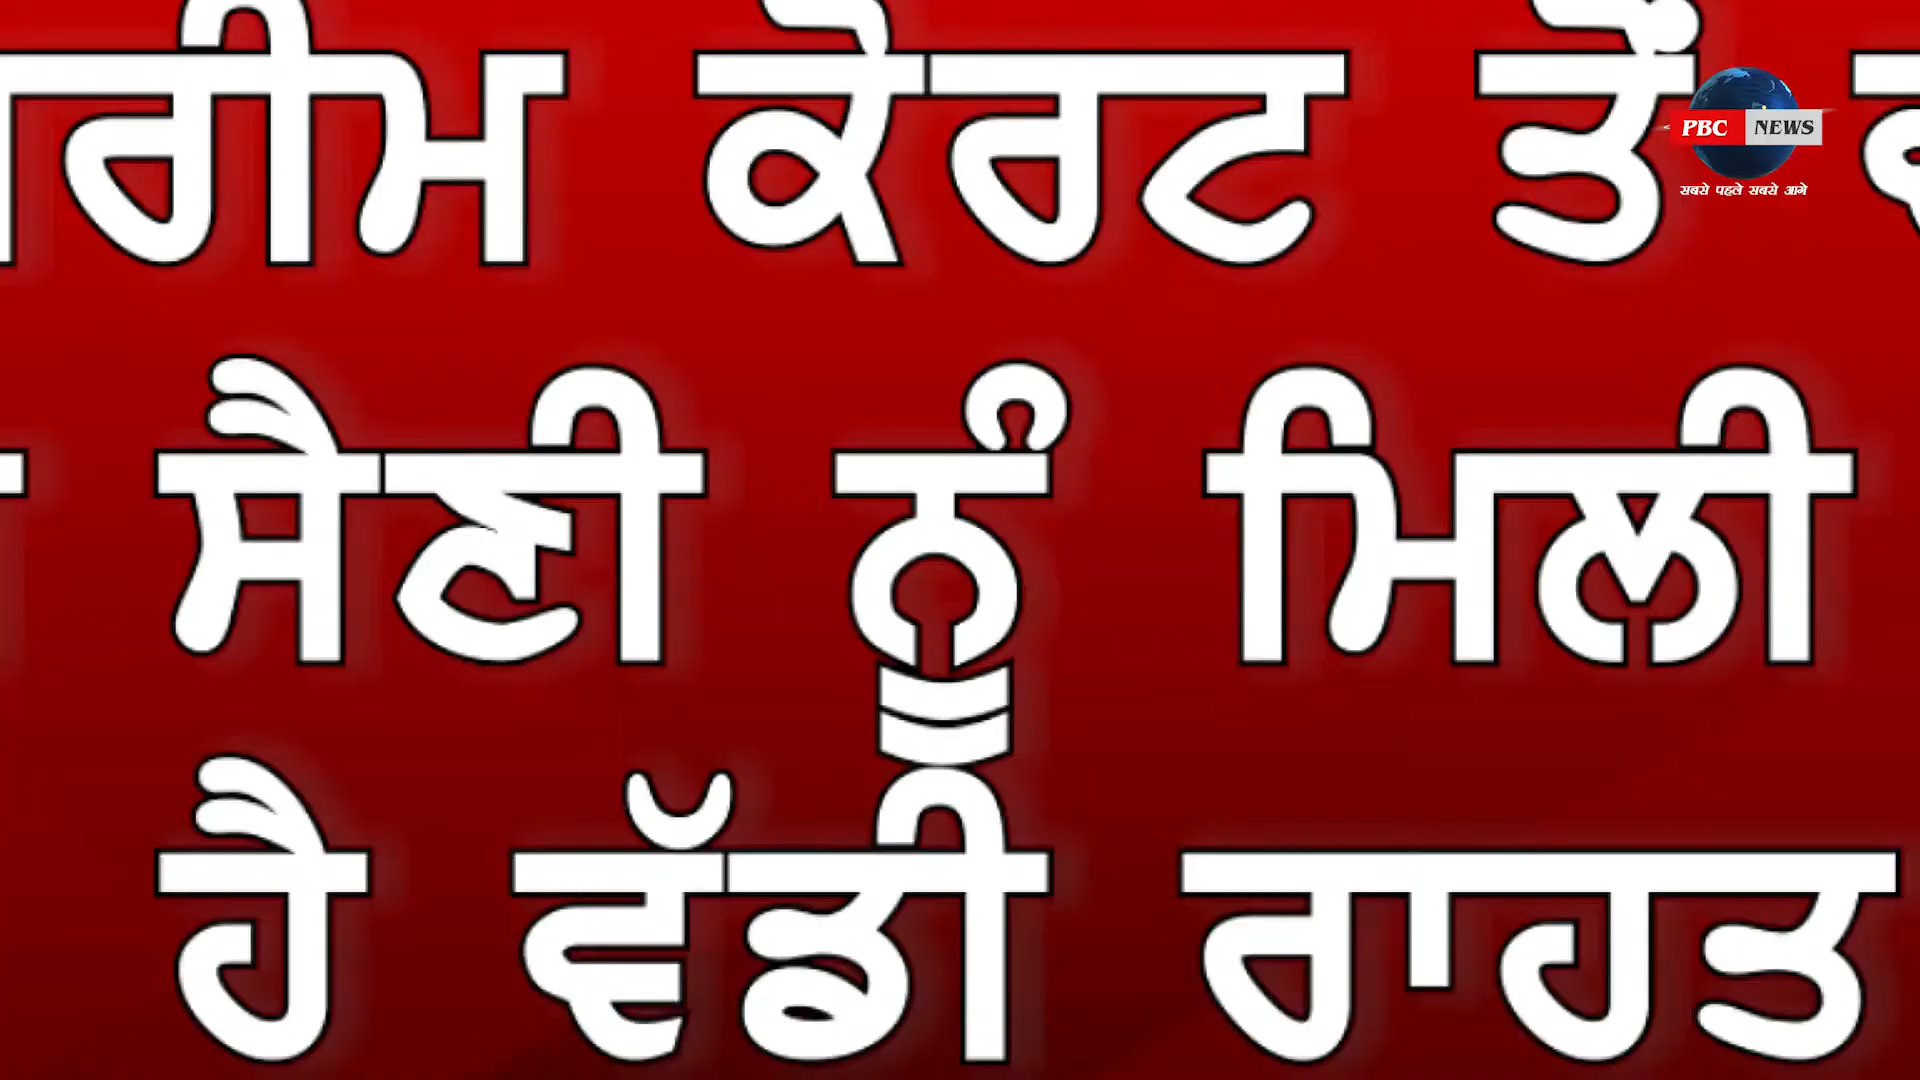 ਰੀਮ ਕੋਰਟ ਤੋਂ
PBC NEWS
सबसे पहले सबसे आगे
ਸੈਣੀ ਨੂੰ ਮਿਲੀ
ਹੈ ਵੱਡੀ ਰਾਹਤ